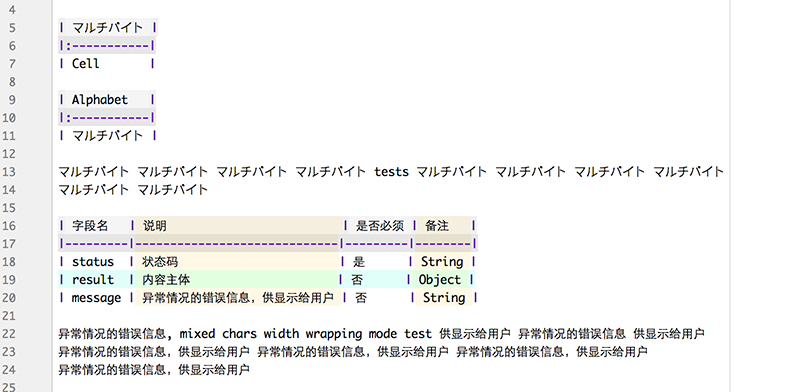 4
5 | マルチバイト |
6 |:-----------|
7 | Cell |
8
9 | Alphabet |
10 |:-----------|
11 | マルチバイト |
12
13 マルチバイト マルチバイト マルチバイト マルチバイト tests マルチバイト マルチバイト マルチバイト マルチバイト
14 マルチバイト マルチバイト
15
16 | 字段名 | 说明 | 是否必须 | 备注 |
17 |---------|----------------------------|---------|--------|
18 | status | 状态码 | 是 | String |
19 | result | 内容主体 | 否 | Object |
20 | message | 异常情况的错误信息，供显示给用户 | 否 | String |
21
22 异常情况的错误信息, mixed chars width wrapping mode test 供显示给用户 异常情况的错误信息 供显示给用户
23 异常情况的错误信息，供显示给用户 异常情况的错误信息，供显示给用户 异常情况的错误信息，供显示给用户
24 异常情况的错误信息，供显示给用户
25